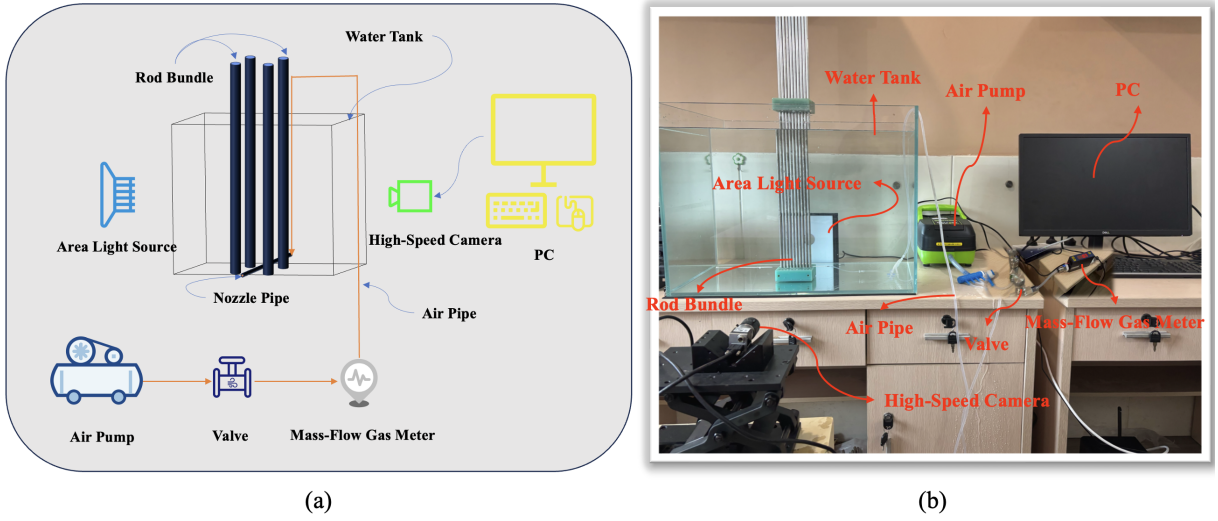 Water Tank
Rod Bundle
Area Light Source
High-Speed Camera
PC
Nozzle Pipe
Air Pipe
Air Pump
Valve
Mass-Flow Gas Meter
(a)
Water Tank
Air Pump
PC
Area Light Source
Rod Bundle
Air Pipe
Valve
Mass-Flow Gas Meter
High-Speed Camera
(b)